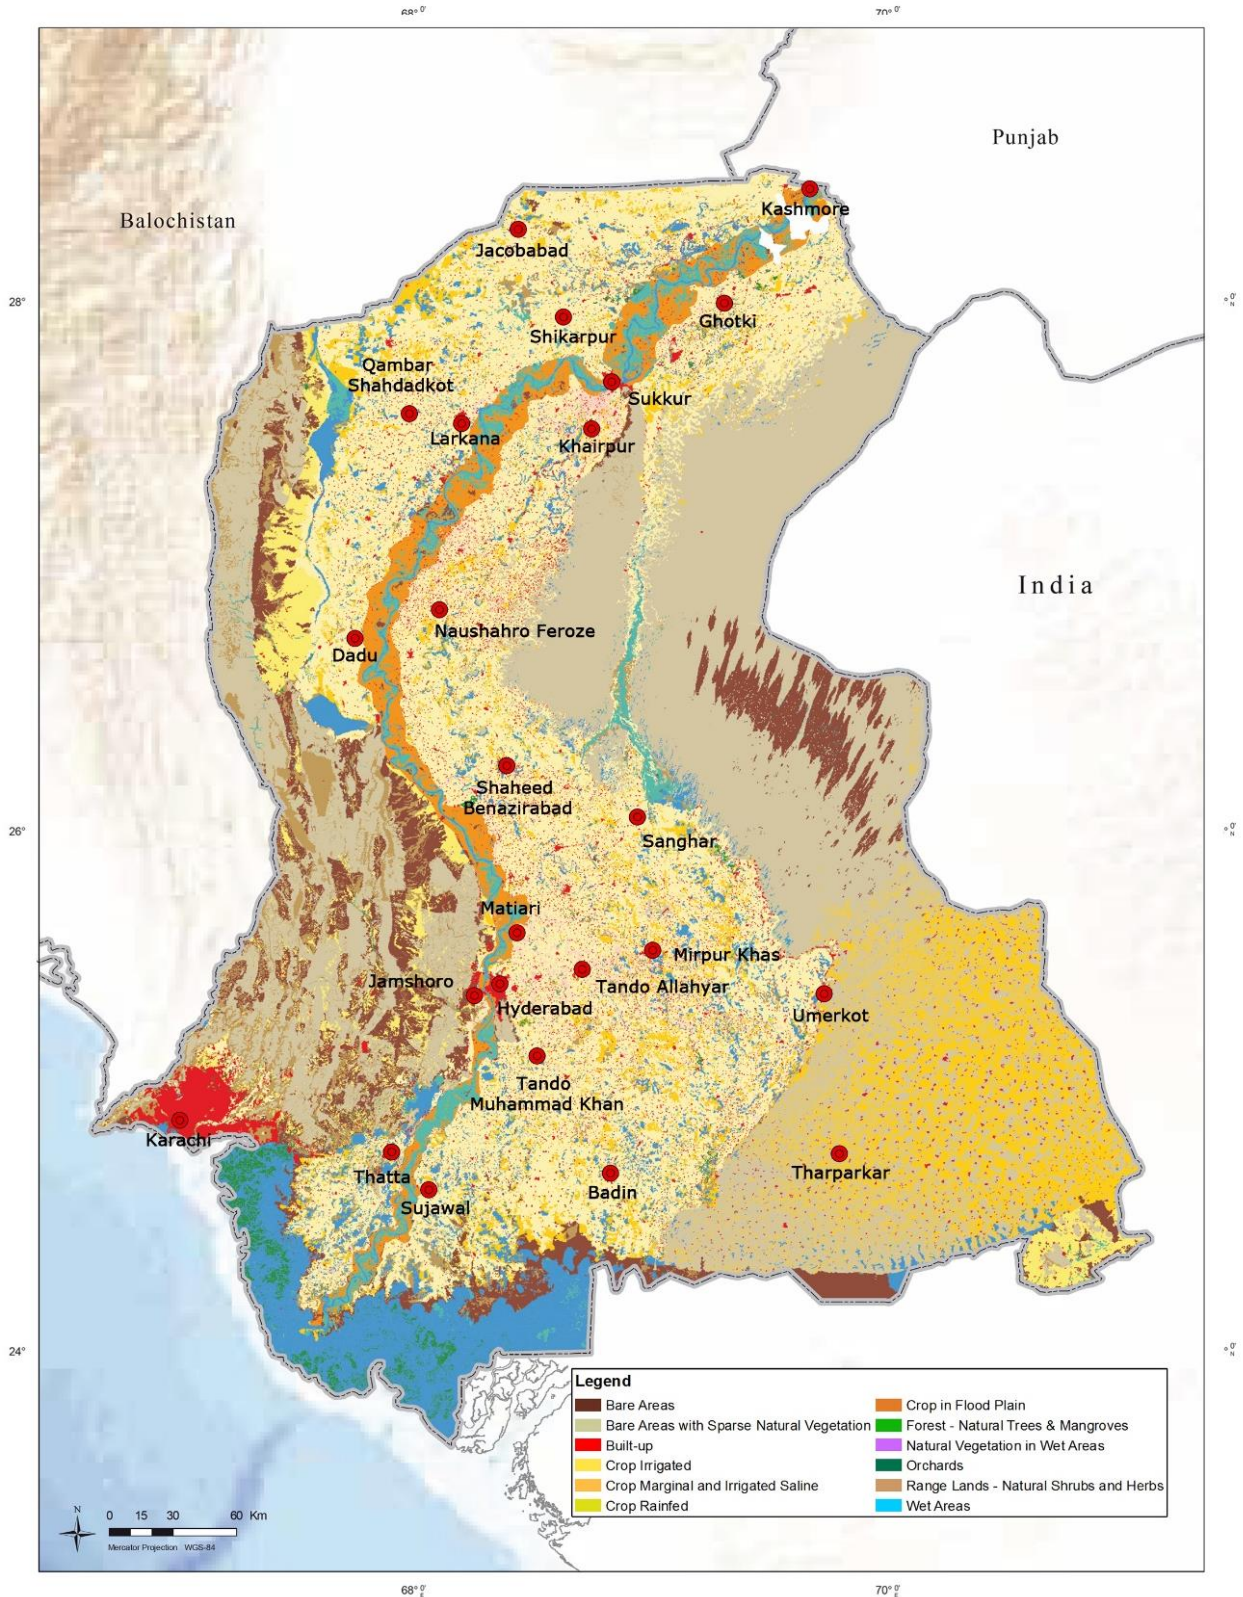 68° 0'
70° 0'
Punjab
Balochistan
Kashmore
Jacobabad
28°
Ghotki
Shikarpur
Qambar
Shahdadkot
Sukkur
Larkana
Khairpur
India
Naushahro Feroze
Dadu
Shaheed
Benazirabad
26°
Sanghar
Matiari
Mirpur Khas
Jamshoro
Tando Allahyar
Hyderabad
Umerkot
Tando
Muhammad Khan
Karachi
Thatta
Tharparkar
Badin
Sujawal
24°
Legend
Bare Areas
Bare Areas with Sparse Natural Vegetation
Built-up
Crop Irrigated
Crop Marginal and Irrigated Saline
Crop Rainfed
Crop in Flood Plain
Forest - Natural Trees & Mangroves
Natural Vegetation in Wet Areas
Orchards
Range Lands - Natural Shrubs and Herbs
Wet Areas
N
0 15 30 60 Km
Mercator Projection WGS-84
68° 0'
E
70° 0'
E